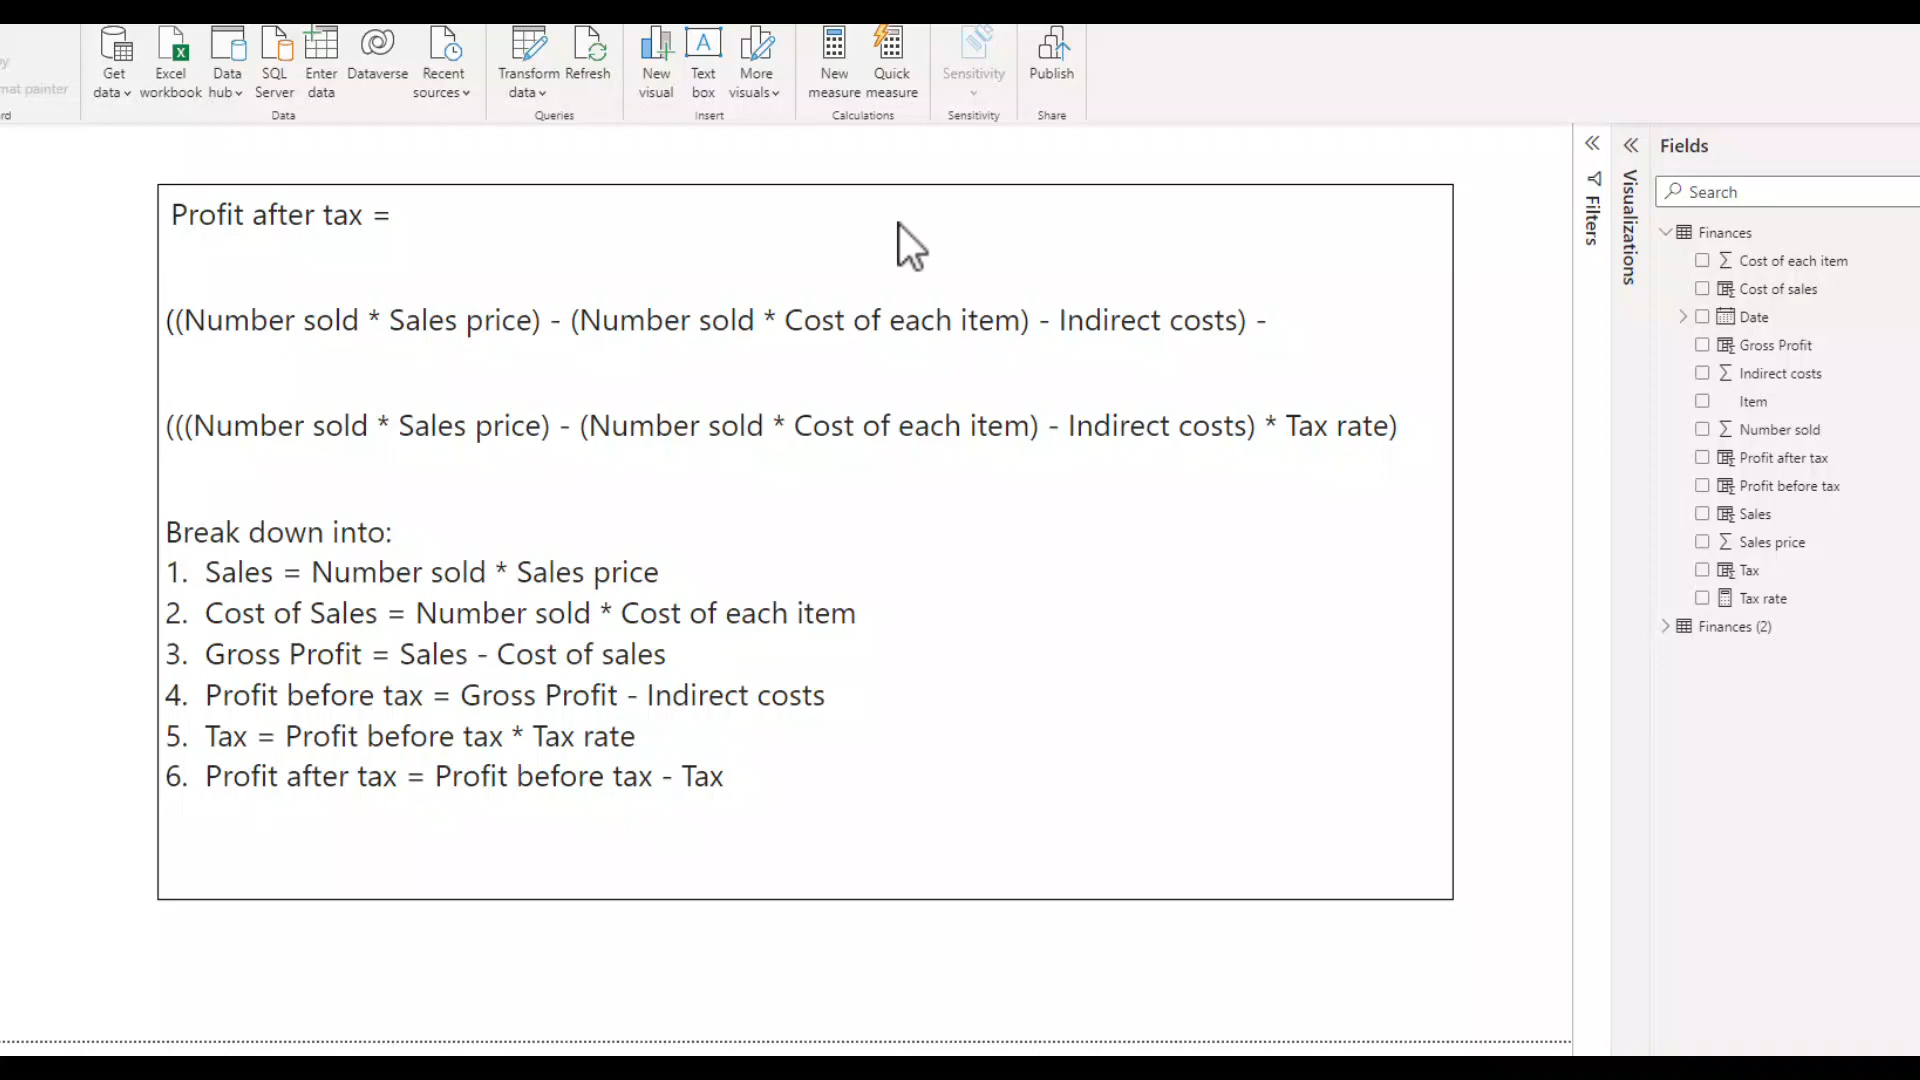 Get data
Excel workbook
Data hub
SQL Server
Enter data
Dataverse
Recent sources
Transform data
Refresh
New visual
Text box
More visuals
New measure
Quick measure
Sensitivity
Publish
mat painter
Data
Queries
Insert
Calculations
Sensitivity
Share
Profit after tax =
((Number sold * Sales price) - (Number sold * Cost of each item) - Indirect costs) -
(((Number sold * Sales price) - (Number sold * Cost of each item) - Indirect costs) * Tax rate)
Break down into:
1. Sales = Number sold * Sales price
2. Cost of Sales = Number sold * Cost of each item
3. Gross Profit = Sales - Cost of sales
4. Profit before tax = Gross Profit - Indirect costs
5. Tax = Profit before tax * Tax rate
6. Profit after tax = Profit before tax - Tax
Filters
Visualizations
Fields
Search
Finances
Cost of each item
Cost of sales
Date
Gross Profit
Indirect costs
Item
Number sold
Profit after tax
Profit before tax
Sales
Sales price
Tax
Tax rate
Finances (2)